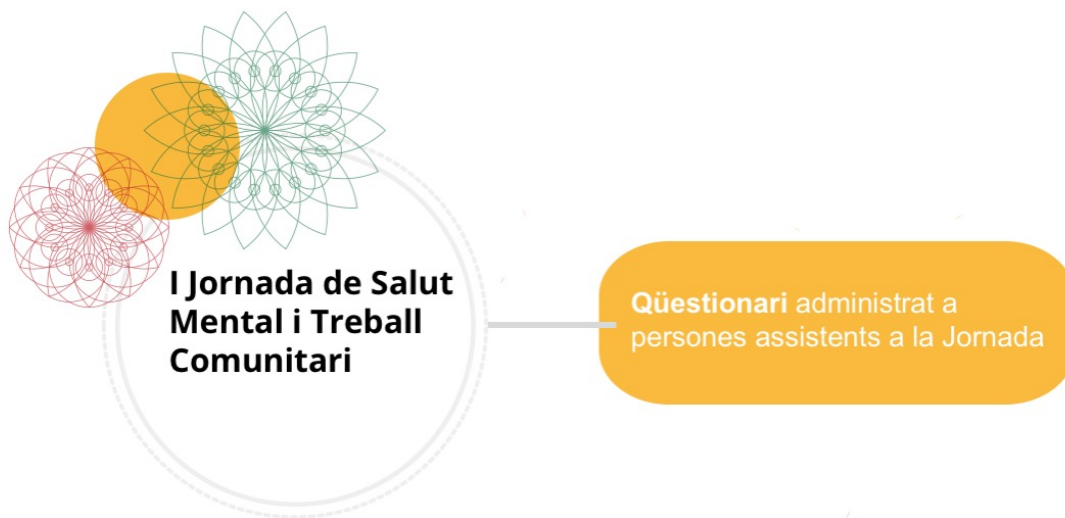 I Jornada de Salut
Mental i Treball
Comunitari
Qüestionari administrat a
persones assistents a la Jornada